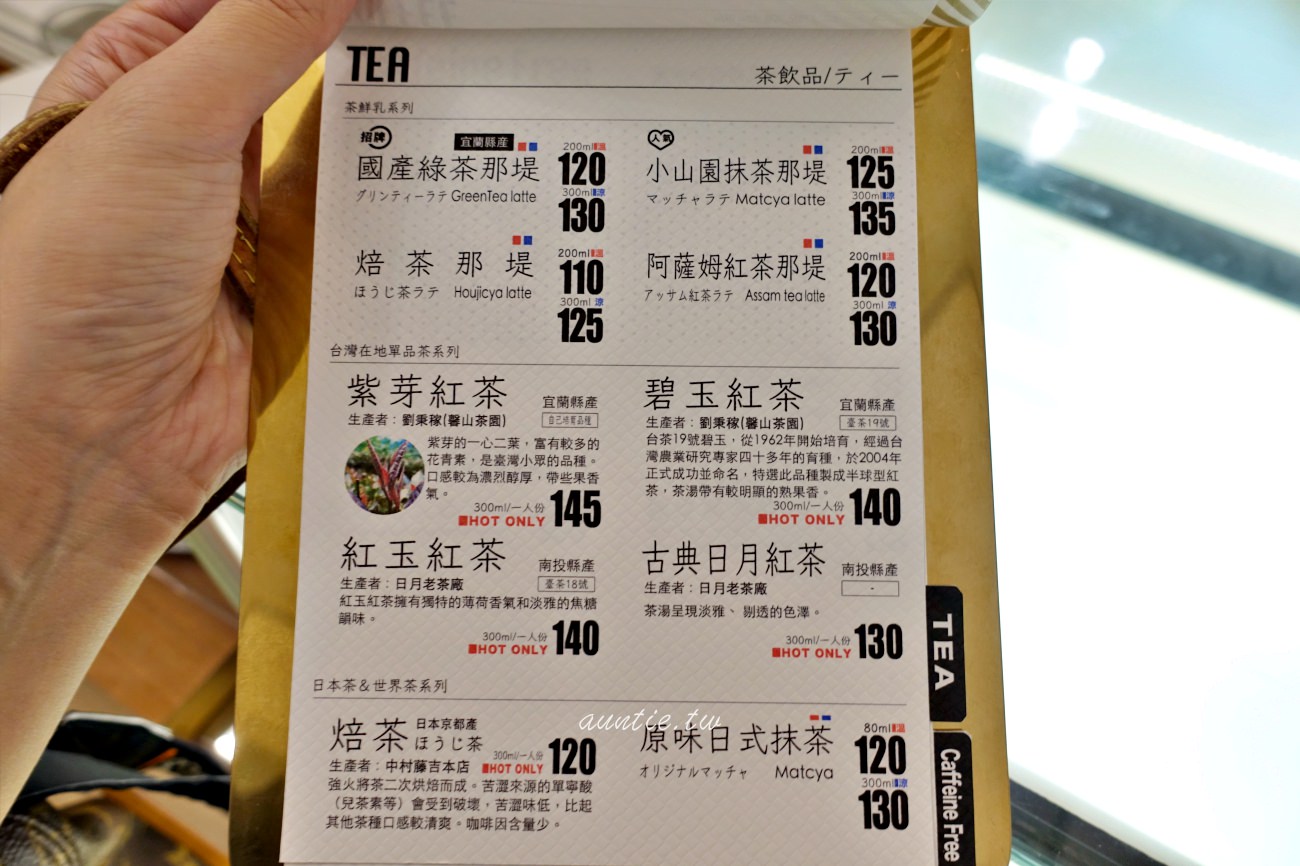 TEA
茶飲品/ティー
茶鮮乳系列
招牌
宜蘭縣産
國產綠茶那堤
グリンティーラテ GreenTea latte
200ml 溫
120
300ml 涼
130
人氣
小山園抹茶那堤
マッチャラテ Matcya latte
200ml 溫
125
300ml 涼
135
焙茶那堤
ほうじ茶ラテ Houjicya latte
200ml 溫
110
300ml 涼
125
阿薩姆紅茶那堤
アッサム紅茶ラテ Assam tea latte
200ml 溫
120
300ml 涼
130
台灣在地單品茶系列
紫芽紅茶
宜蘭縣產
生產者：劉秉稼(馨山茶園)
自己培育品種
紫芽的一心二葉，富有較多的
花青素，是臺灣小眾的品種。
口感較為濃烈醇厚，帶些果香
氣。
300ml/一人份
HOT ONLY 145
碧玉紅茶
宜蘭縣產
生產者：劉秉稼(馨山茶園)
臺茶19號
台茶19號碧玉，從1962年開始培育，經過台
灣農業研究專家四十多年的育種，於2004年
正式成功並命名，特選此品種製成半球型紅
茶，茶湯帶有較明顯的熟果香。
300ml/一人份
HOT ONLY 140
紅玉紅茶
南投縣產
生產者：日月老茶廠
臺茶18號
紅玉紅茶擁有獨特的薄荷香氣和淡雅的焦糖
韻味。
300ml/一人份
HOT ONLY 140
古典日月紅茶
南投縣產
生產者：日月老茶廠
-
茶湯呈現淡雅、剔透的色澤。
300ml/一人份
HOT ONLY 130
日本茶＆世界茶系列
焙茶
日本京都產
ほうじ茶
生產者：中村藤吉本店
300ml/一人份
HOT ONLY 120
強火將茶二次烘焙而成。苦澀來源的單寧酸
（兒茶素等）會受到破壞，苦澀味低，比起
其他茶種口感較清爽。咖啡因含量少。
auntie.tw
原味日式抹茶
オリジナルマッチャ Matcya
80ml 溫
120
300ml 涼
130
TEA
Caffeine Free